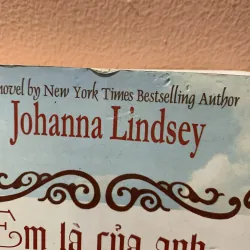 novel by New York Times Bestselling Author
Johanna Lindsey
Em là của anh